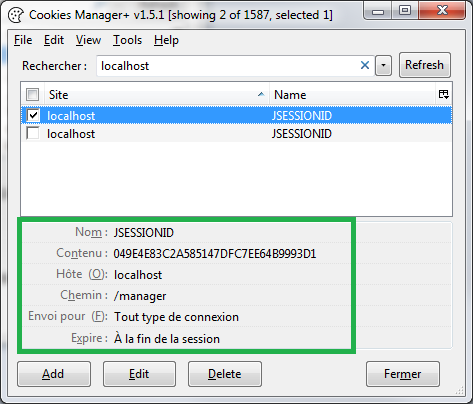 Cookies Manager+ v1.5.1 [showing 2 of 1587, selected 1]
File Edit View Tools Help
Rechercher : localhost Refresh
Site Name
localhost JSESSIONID
localhost JSESSIONID
Nom : JSESSIONID
Contenu : 049E4E83C2A585147DFC7EE64B9993D1
Hôte (O): localhost
Chemin : /manager
Envoi pour (F): Tout type de connexion
Expire : À la fin de la session
Add Edit Delete Fermer